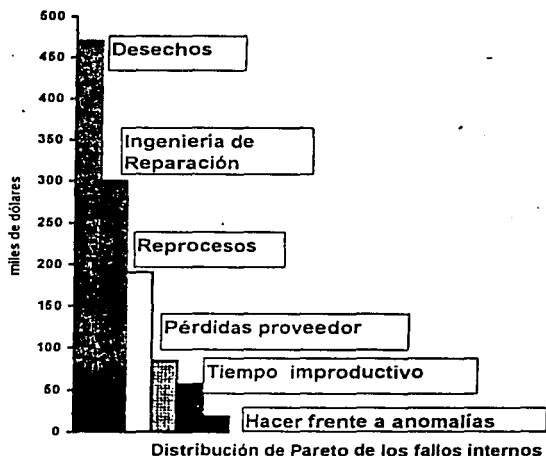 500
450
400
350
300
250
200
150
100
50
0
miles de dólares
Desechos
Ingeniería de
Reparación
Reprocesos
Pérdidas proveedor
Tiempo improductivo
Hacer frente a anomalías
Distribución de Pareto de los fallos internos